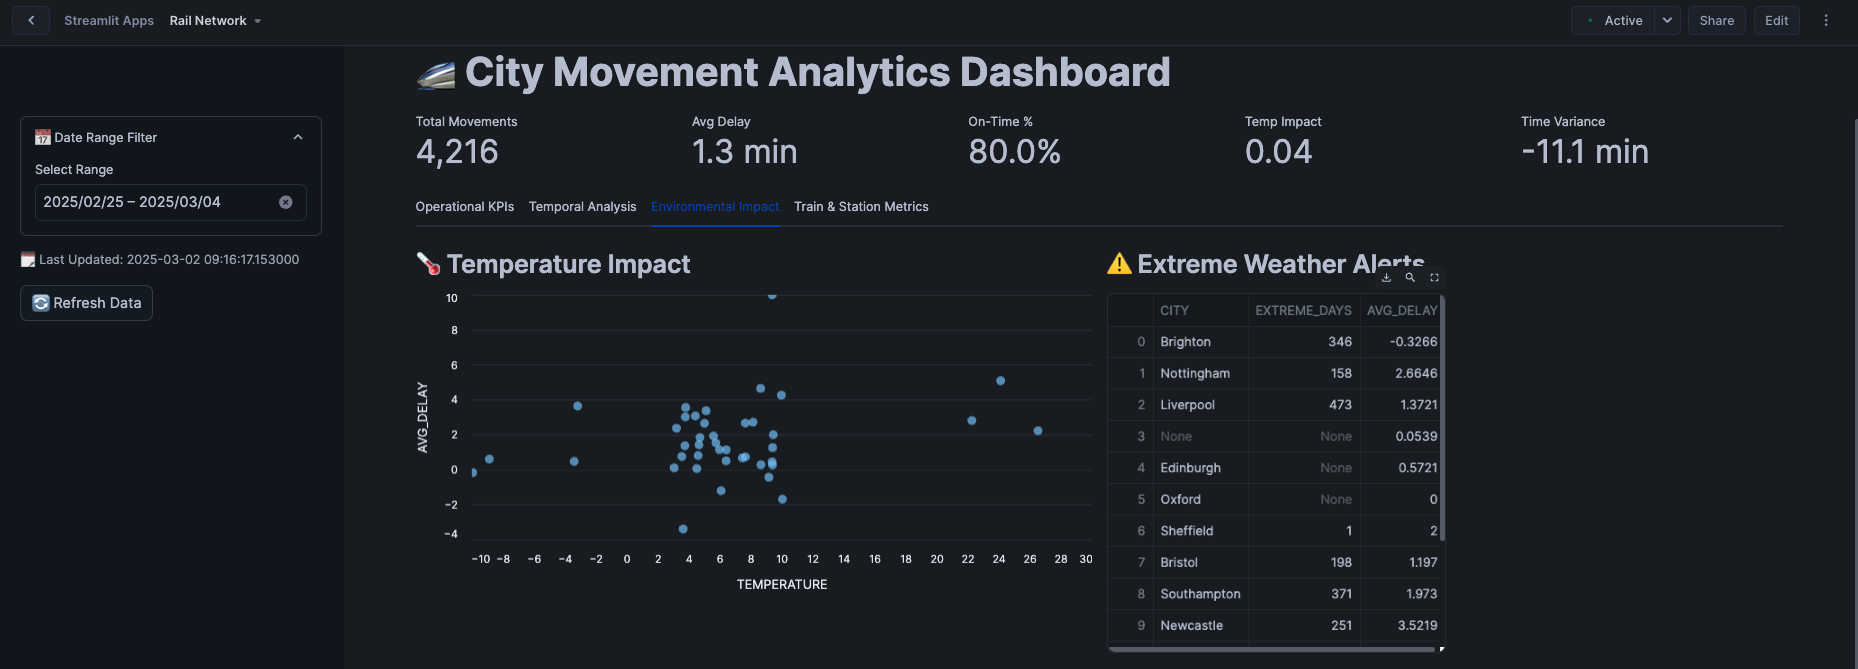 Streamlit Apps Rail Network
Active Share Edit
City Movement Analytics Dashboard
17 Date Range Filter
Select Range
2025/02/25 – 2025/03/04
Last Updated: 2025-03-02 09:16:17.153000
Refresh Data
Total Movements Avg Delay On-Time % Temp Impact Time Variance
4,216 1.3 min 80.0% 0.04 -11.1 min
Operational KPIs Temporal Analysis Environmental Impact Train & Station Metrics
Temperature Impact
AVG_DELAY
10
8
6
4
2
0
−2
−4
−10 −8 −6 −4 −2 0 2 4 6 8 10 12 14 16 18 20 22 24 26 28 30
TEMPERATURE
Extreme Weather Alerts
CITY EXTREME_DAYS AVG_DELAY
0 Brighton 346 -0.3266
1 Nottingham 158 2.6646
2 Liverpool 473 1.3721
3 None None 0.0539
4 Edinburgh None 0.5721
5 Oxford None 0
6 Sheffield 1 2
7 Bristol 198 1.197
8 Southampton 371 1.973
9 Newcastle 251 3.5219